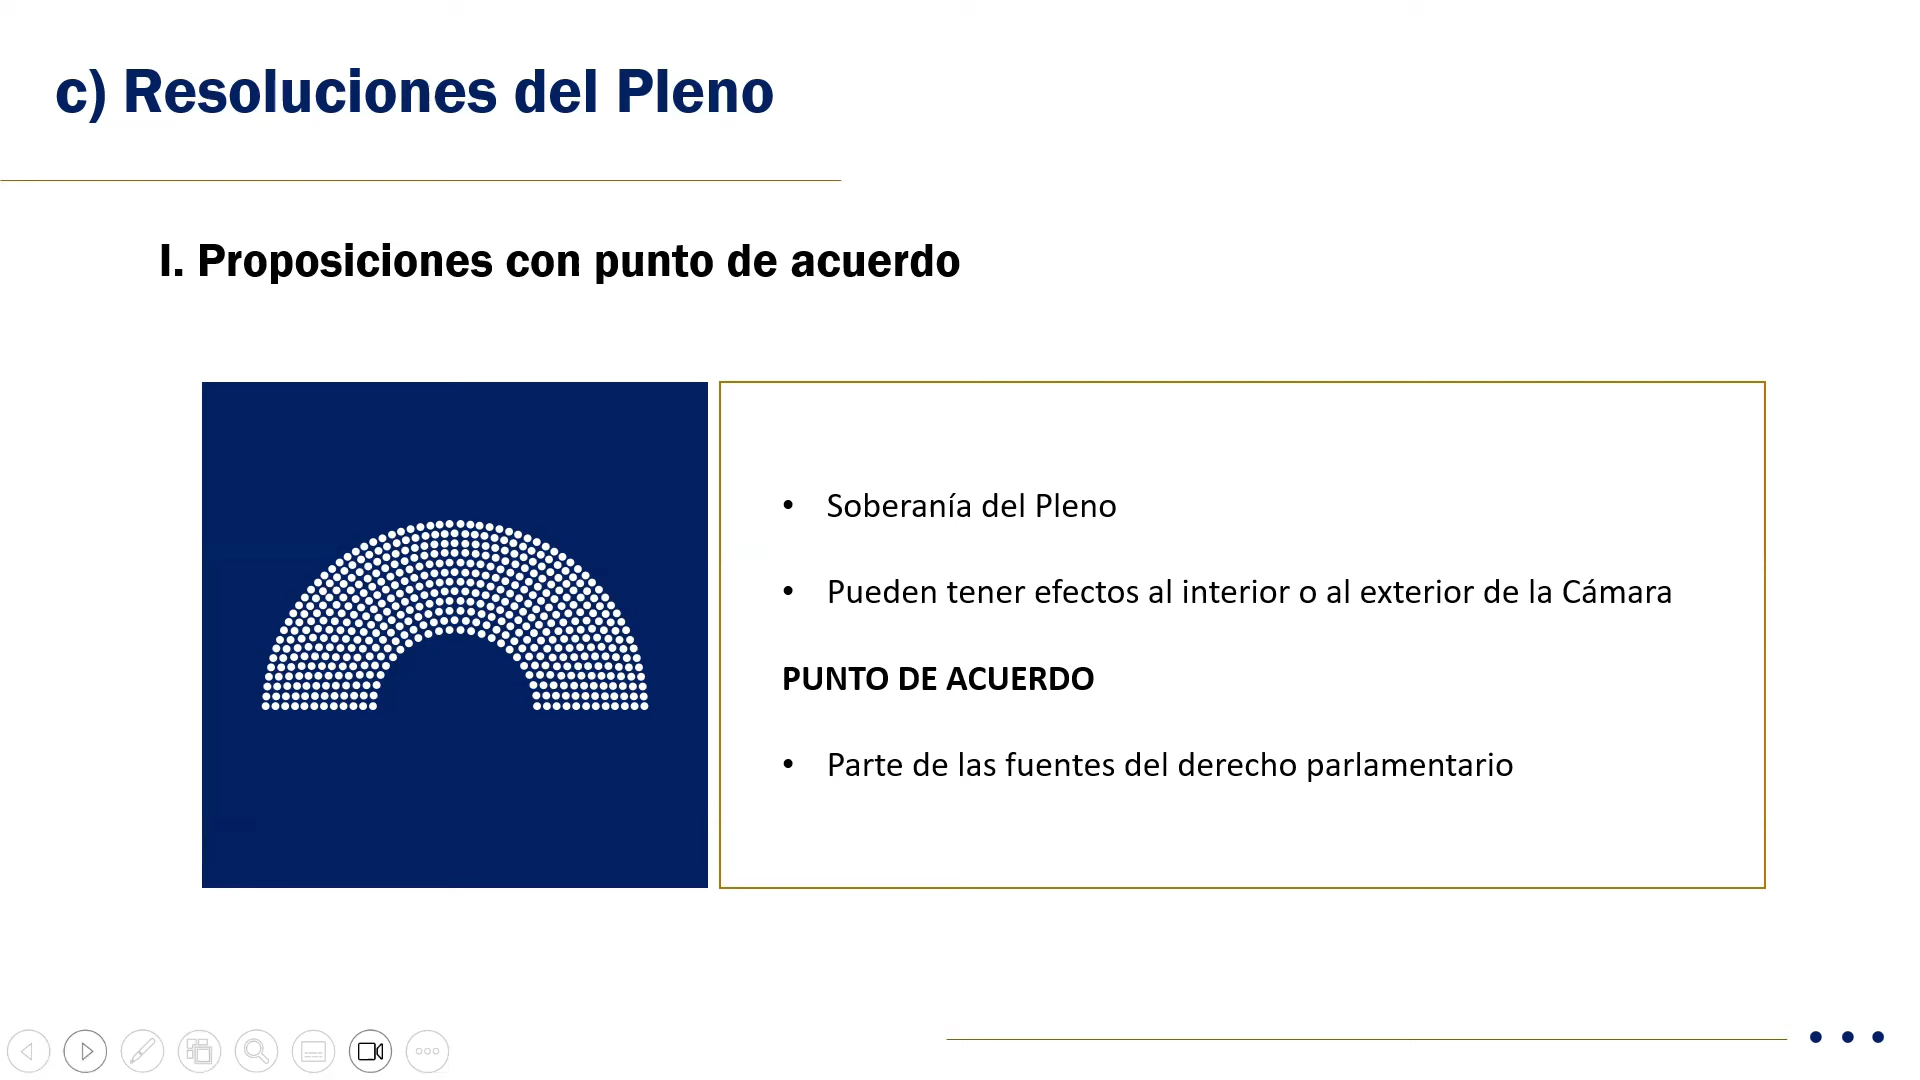 c) Resoluciones del Pleno
I. Proposiciones con punto de acuerdo
• Soberanía del Pleno
• Pueden tener efectos al interior o al exterior de la Cámara
PUNTO DE ACUERDO
• Parte de las fuentes del derecho parlamentario